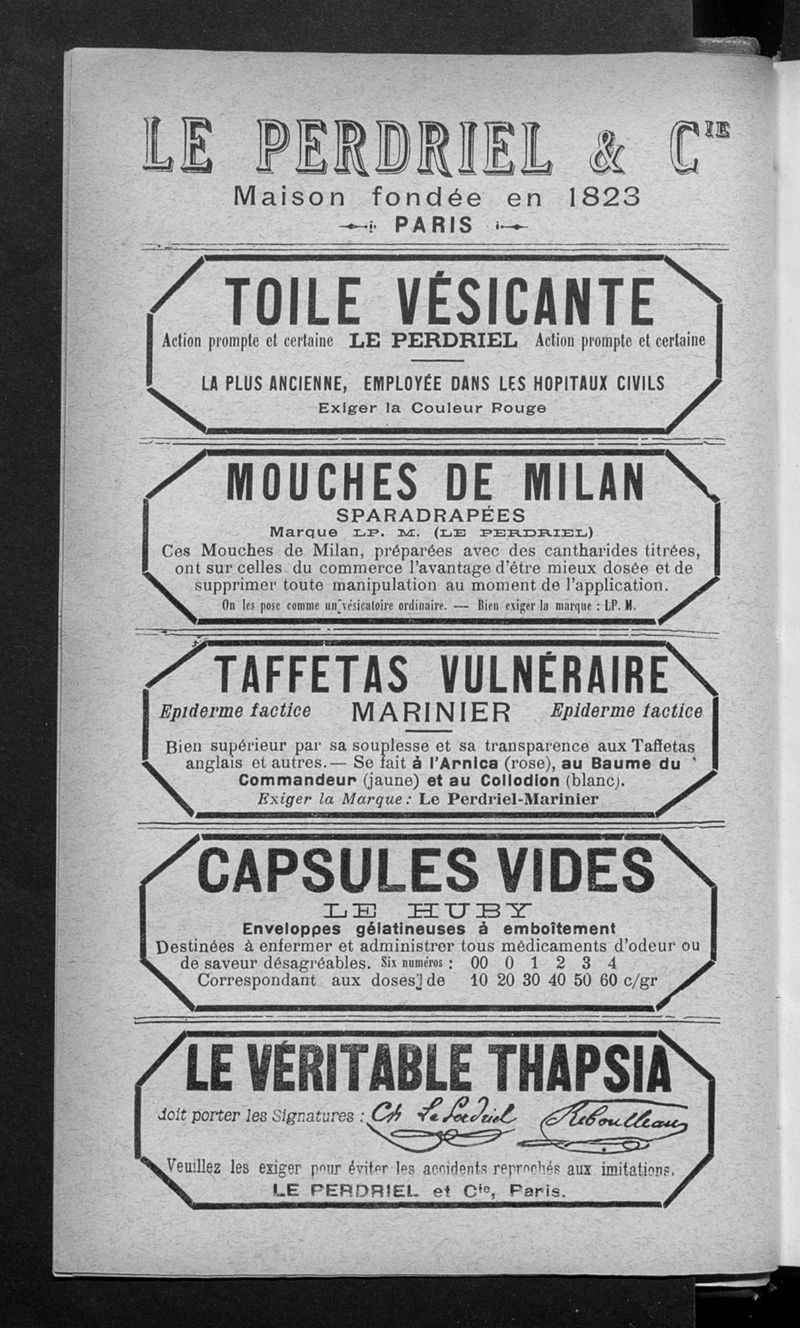 LE PERDRIEL & Cie
Maison fondée en 1823
PARIS
TOILE VÉSICANTE
Action prompte et certaine LE PERDRIEL Action prompte et certaine
LA PLUS ANCIENNE, EMPLOYÉE DANS LES HOPITAUX CIVILS
Exiger la Couleur Rouge
MOUCHES DE MILAN
SPARADRAPÉES
Marque LP. M. (LE PERDRIEL)
Ces Mouches de Milan, préparées avec des cantharides titrées,
ont sur celles du commerce l'avantage d'être mieux dosée et de
supprimer toute manipulation au moment de l'application.
On les pose comme un vésicatoire ordinaire. — Bien exiger la marque : LP. M.
TAFFETAS VULNÉRAIRE
Epiderme factice MARINIER Epiderme factice
Bien supérieur par sa souplesse et sa transparence aux Taffetas
anglais et autres. — Se fait à l'Arnica (rose), au Baume du
Commandeur (jaune) et au Collodion (blanc).
Exiger la Marque : Le Perdriel-Marinier
CAPSULES VIDES
LE HUBY
Enveloppes gélatineuses à emboîtement
Destinées à enfermer et administrer tous médicaments d'odeur ou
de saveur désagréables. Six numéros : 00 0 1 2 3 4
Correspondant aux doses de 10 20 30 40 50 60 c/gr
LE VÉRITABLE THAPSIA
doit porter les Signatures : Ch Le Perdriel Reboulleau
Veuillez les exiger pour éviter les accidents reprochés aux imitations.
LE PERDRIEL et Cie, Paris.